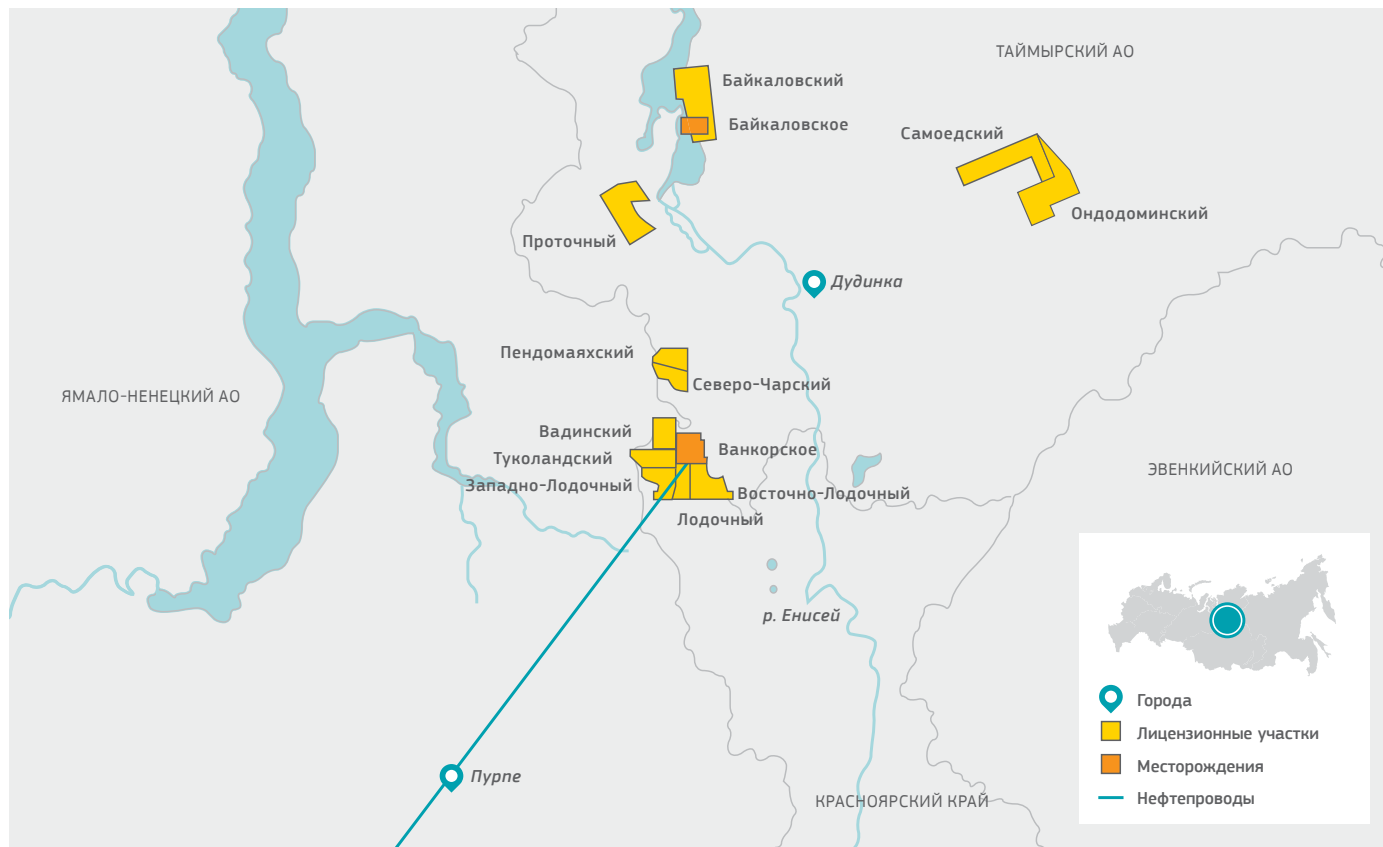 ТАЙМЫРСКИЙ АО
Байкаловский
Байкаловское
Самоедский
Ондодоминский
Проточный
Дудинка
Пендомаяхский
Северо-Чарский
ЯМАЛО-НЕНЕЦКИЙ АО
Вадинский
Ванкорское
Туколандский
ЭВЕНКИЙСКИЙ АО
Западно-Лодочный
Восточно-Лодочный
Лодочный
р. Енисей
Пурпе
КРАСНОЯРСКИЙ КРАЙ
Города
Лицензионные участки
Месторождения
Нефтепроводы